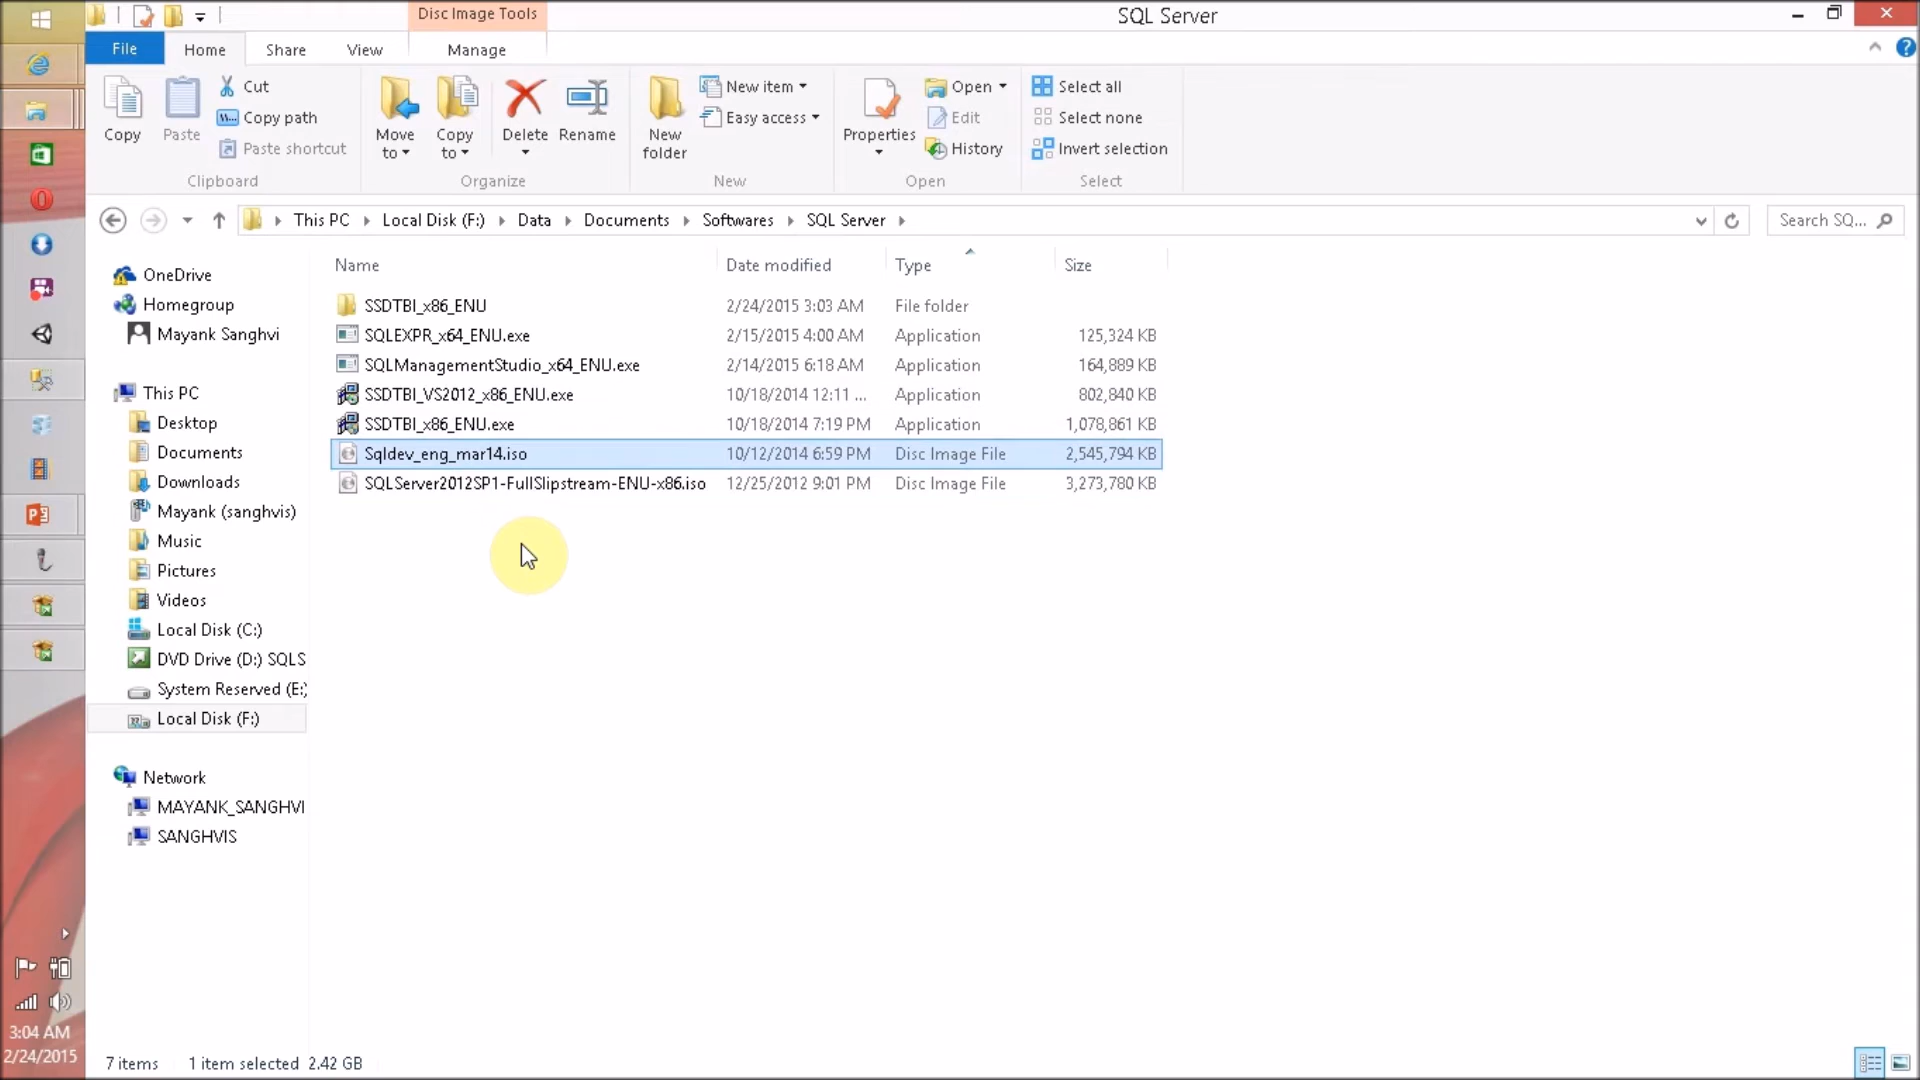 Disc Image Tools
SQL Server
File
Home
Share
View
Manage
Copy
Paste
Cut
Copy path
Paste shortcut
Clipboard
Move to
Copy to
Delete
Rename
Organize
New folder
New item
Easy access
New
Properties
Open
Edit
History
Open
Select all
Select none
Invert selection
Select
This PC
Local Disk (F:)
Data
Documents
Softwares
SQL Server
Search SQ...
OneDrive
Homegroup
Mayank Sanghvi
This PC
Desktop
Documents
Downloads
Mayank (sanghvis)
Music
Pictures
Videos
Local Disk (C:)
DVD Drive (D:) SQLS
System Reserved (E:)
Local Disk (F:)
Network
MAYANK_SANGHVI
SANGHVIS
Name Date modified Type Size
SSDTBI_x86_ENU 2/24/2015 3:03 AM File folder
SQLEXPR_x64_ENU.exe 2/15/2015 4:00 AM Application 125,324 KB
SQLManagementStudio_x64_ENU.exe 2/14/2015 6:18 AM Application 164,889 KB
SSDTBI_VS2012_x86_ENU.exe 10/18/2014 12:11 ... Application 802,840 KB
SSDTBI_x86_ENU.exe 10/18/2014 7:19 PM Application 1,078,861 KB
Sqldev_eng_mar14.iso 10/12/2014 6:59 PM Disc Image File 2,545,794 KB
SQLServer2012SP1-FullSlipstream-ENU-x86.iso 12/25/2012 9:01 PM Disc Image File 3,273,780 KB
3:04 AM
2/24/2015
7 items 1 item selected 2.42 GB